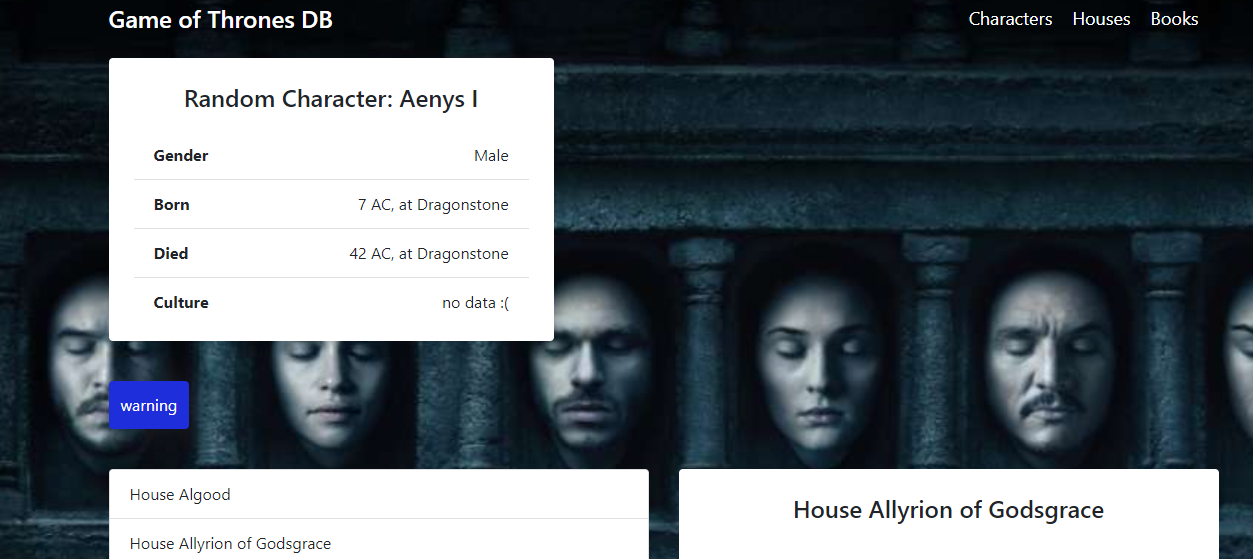 Game of Thrones DB
Characters Houses Books
Random Character: Aenys I
Gender Male
Born 7 AC, at Dragonstone
Died 42 AC, at Dragonstone
Culture no data :(
warning
House Algood
House Allyrion of Godsgrace
House Allyrion of Godsgrace